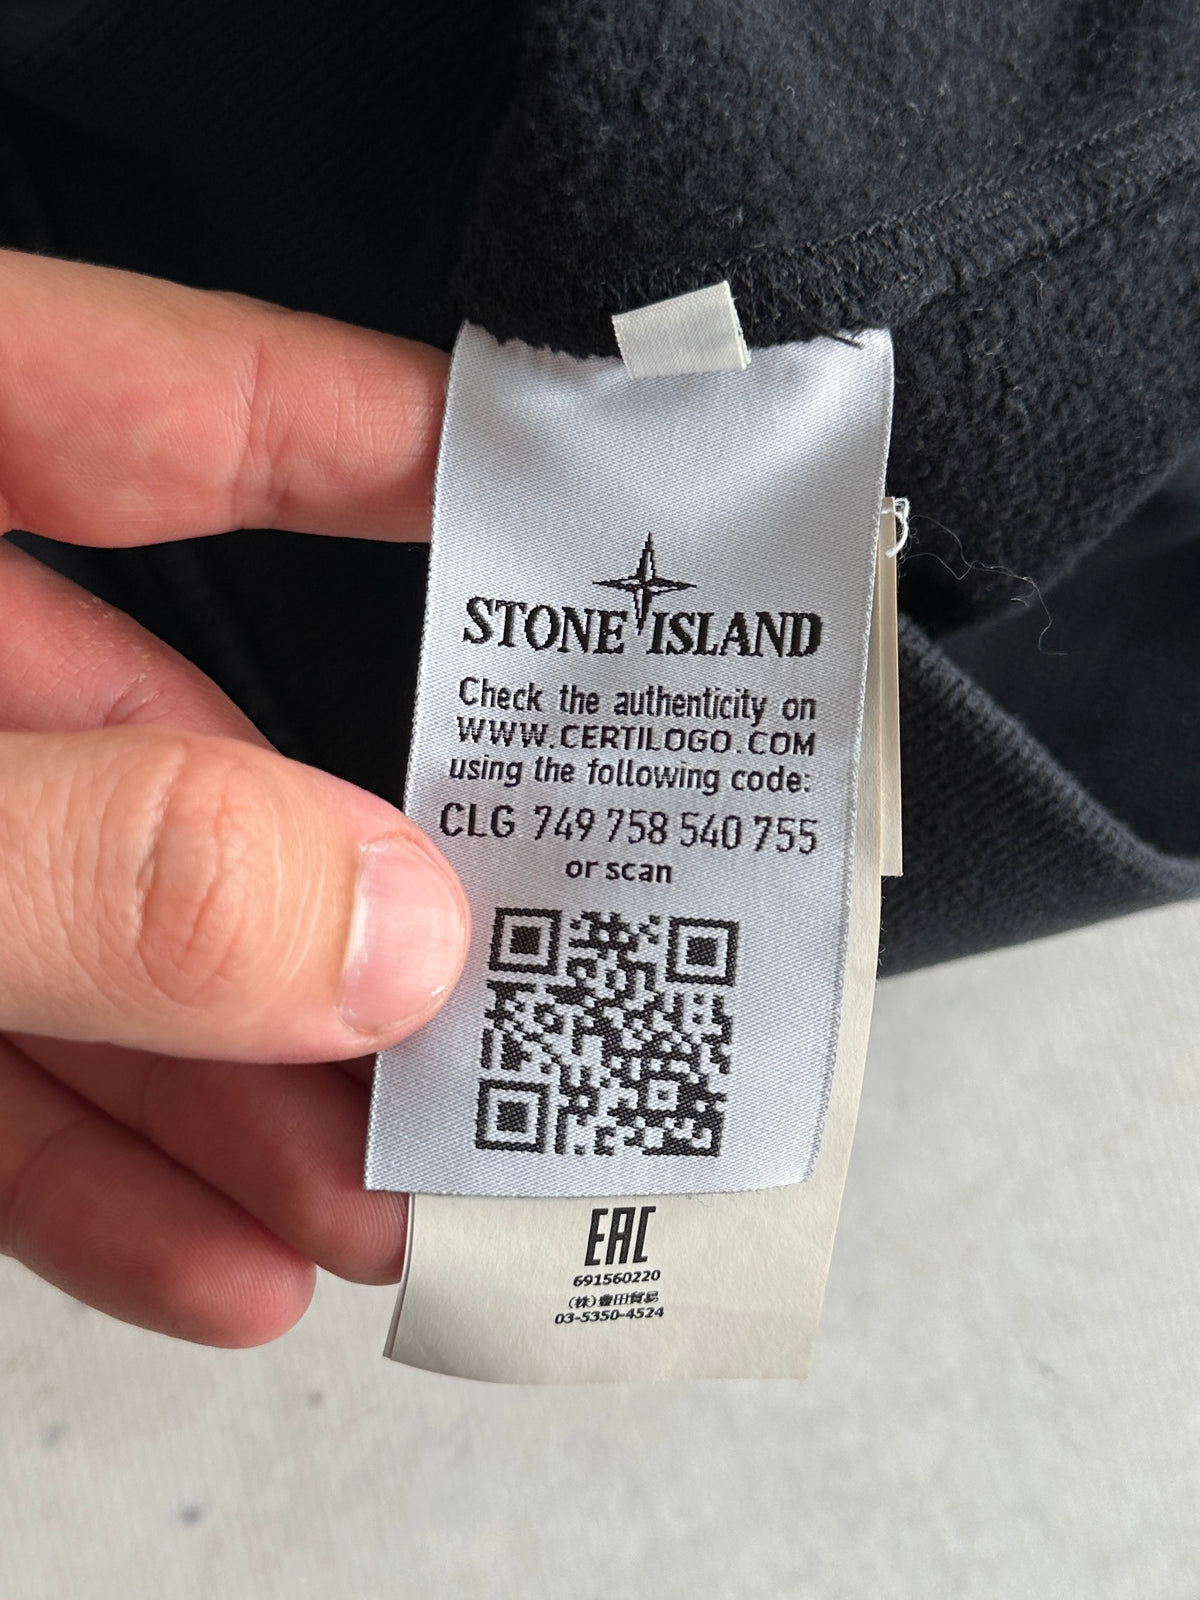 STONE ISLAND
Check the authenticity on
WWW.CERTILOGO.COM
using the following code:
CLG 749 758 540 755
or scan
EAC
691560220
(株)豊田貿易
03-5350-4524